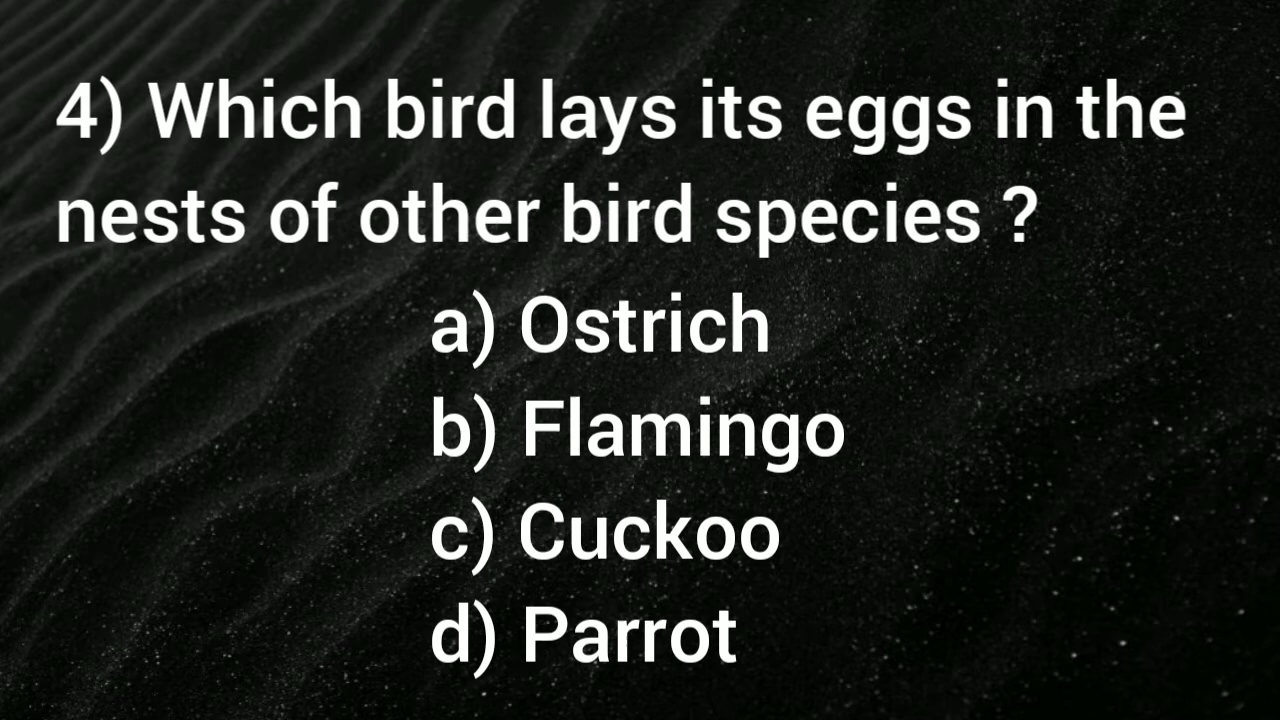 4) Which bird lays its eggs in the
nests of other bird species ?
a) Ostrich
b) Flamingo
c) Cuckoo
d) Parrot